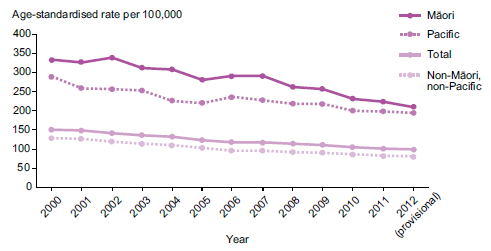 Age-standardised rate per 100,000
400
350
300
250
200
150
100
50
0
2000
2001
2002
2003
2004
2005
2006
2007
2008
2009
2010
2011
2012
(provisional)
Year
Māori
Pacific
Total
Non-Māori,
non-Pacific